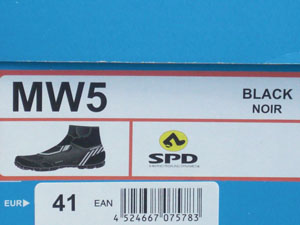 MW5
BLACK
NOIR
SPD
EUR
41
EAN
4 524667 075783